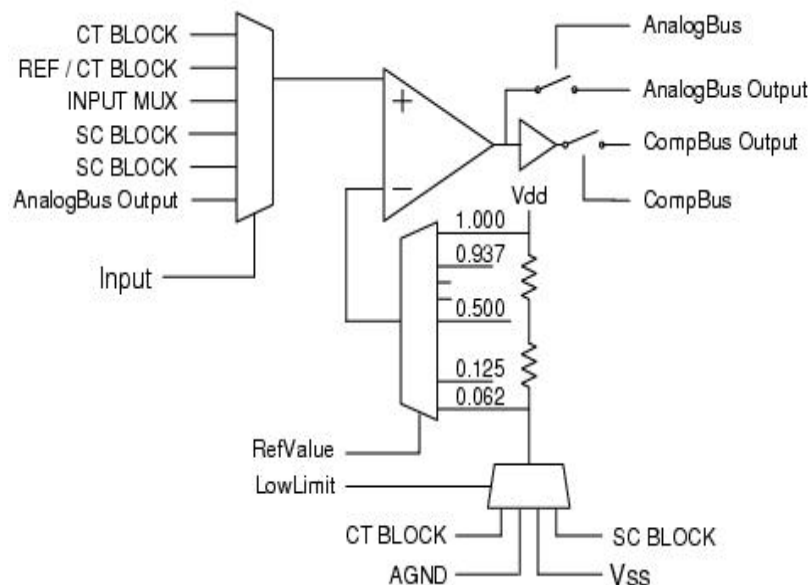 CT BLOCK
REF / CT BLOCK
INPUT MUX
SC BLOCK
SC BLOCK
AnalogBus Output
Input
+
−
AnalogBus
AnalogBus Output
CompBus Output
CompBus
Vdd
1.000
0.937
0.500
0.125
0.062
RefValue
LowLimit
CT BLOCK
SC BLOCK
AGND
Vss